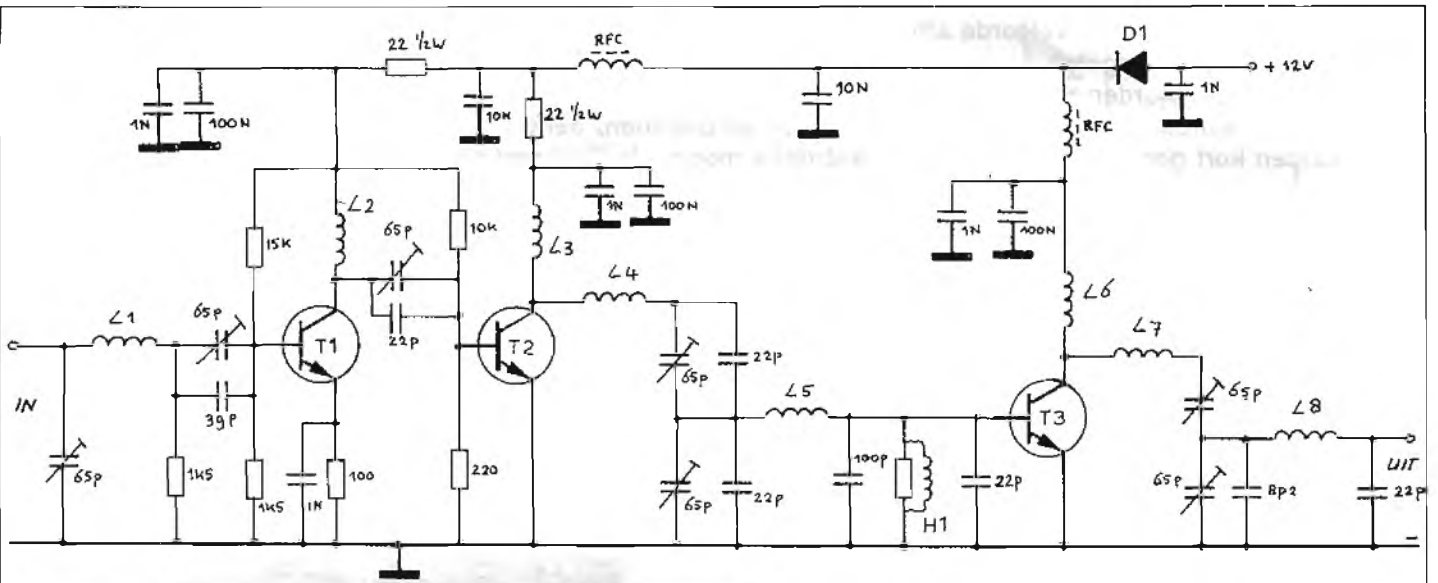 22 1/2W
RFC
D1
+ 12V
1N
100N
10N
22 1/2W
10N
1N
RFC
1N
100N
1N
100N
L2
15K
65p
10K
L3
L4
L6
L1
65p
T1
22p
T2
L7
IN
39p
65p
22p
L5
T3
65p
L8
UIT
65p
1K5
1K5
1N
100
220
65p
22p
100p
H1
22p
65p
8p2
22p
-